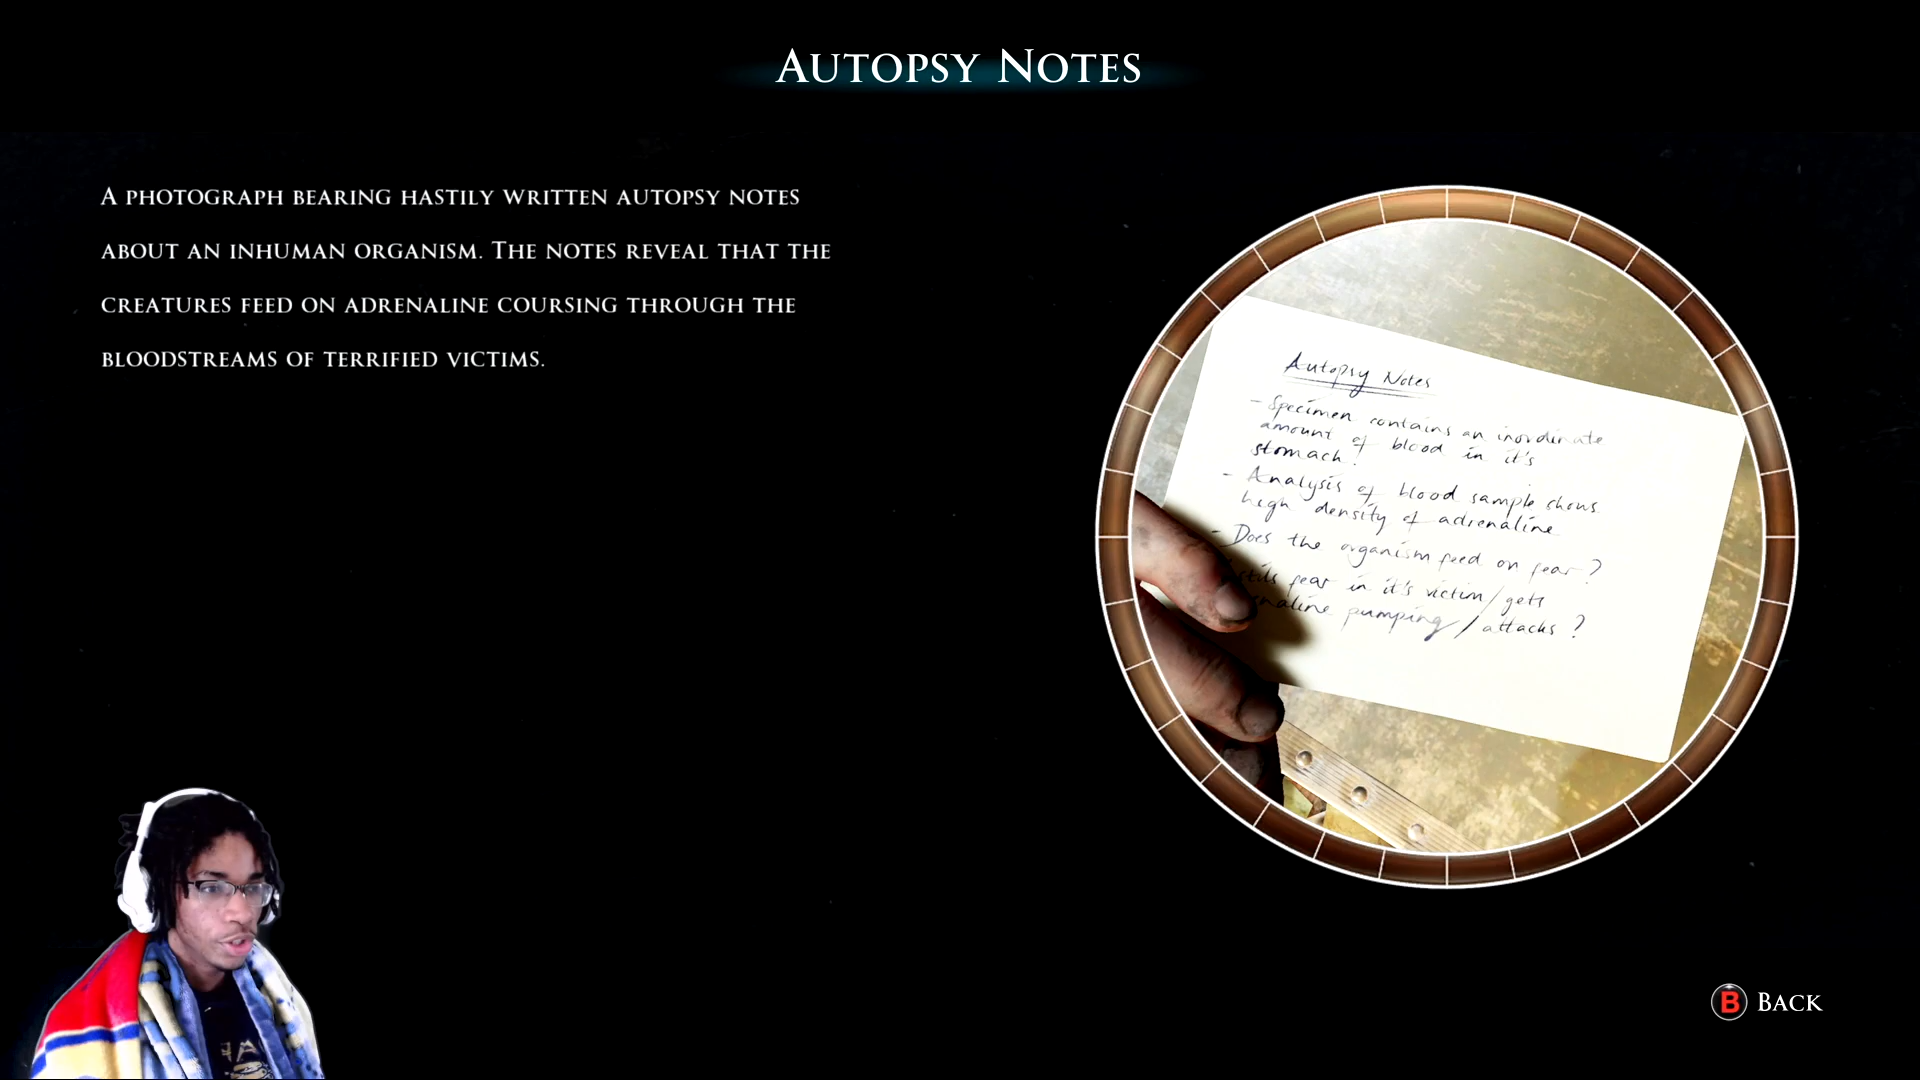 Autopsy Notes
A photograph bearing hastily written autopsy notes
about an inhuman organism. The notes reveal that the
creatures feed on adrenaline coursing through the
bloodstreams of terrified victims.
Autopsy Notes
- Specimen contains an inordinate
amount of blood in it's
stomach!
- Analysis of blood sample shows
high density of adrenaline
- Does the organism feed on fear?
fear in it's victim/gets
pumping/attacks?
B Back